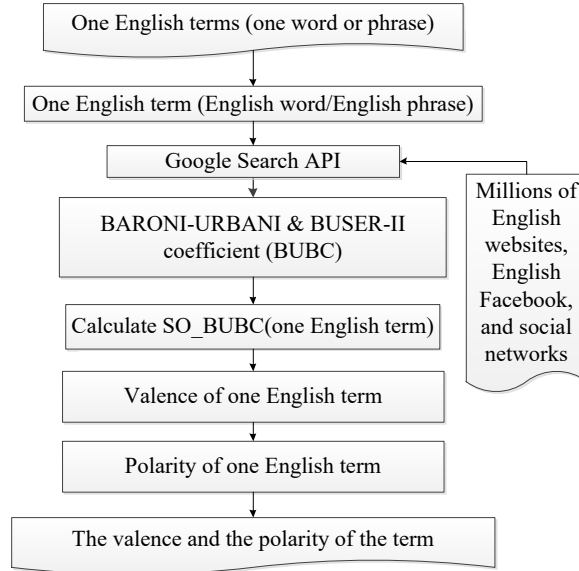 One English terms (one word or phrase)
One English term (English word/English phrase)
Google Search API
BARONI-URBANI & BUSER-II
coefficient (BUBC)
Calculate SO_BUBC(one English term)
Valence of one English term
Polarity of one English term
The valence and the polarity of the term
Millions of
English
websites,
English
Facebook,
and social
networks